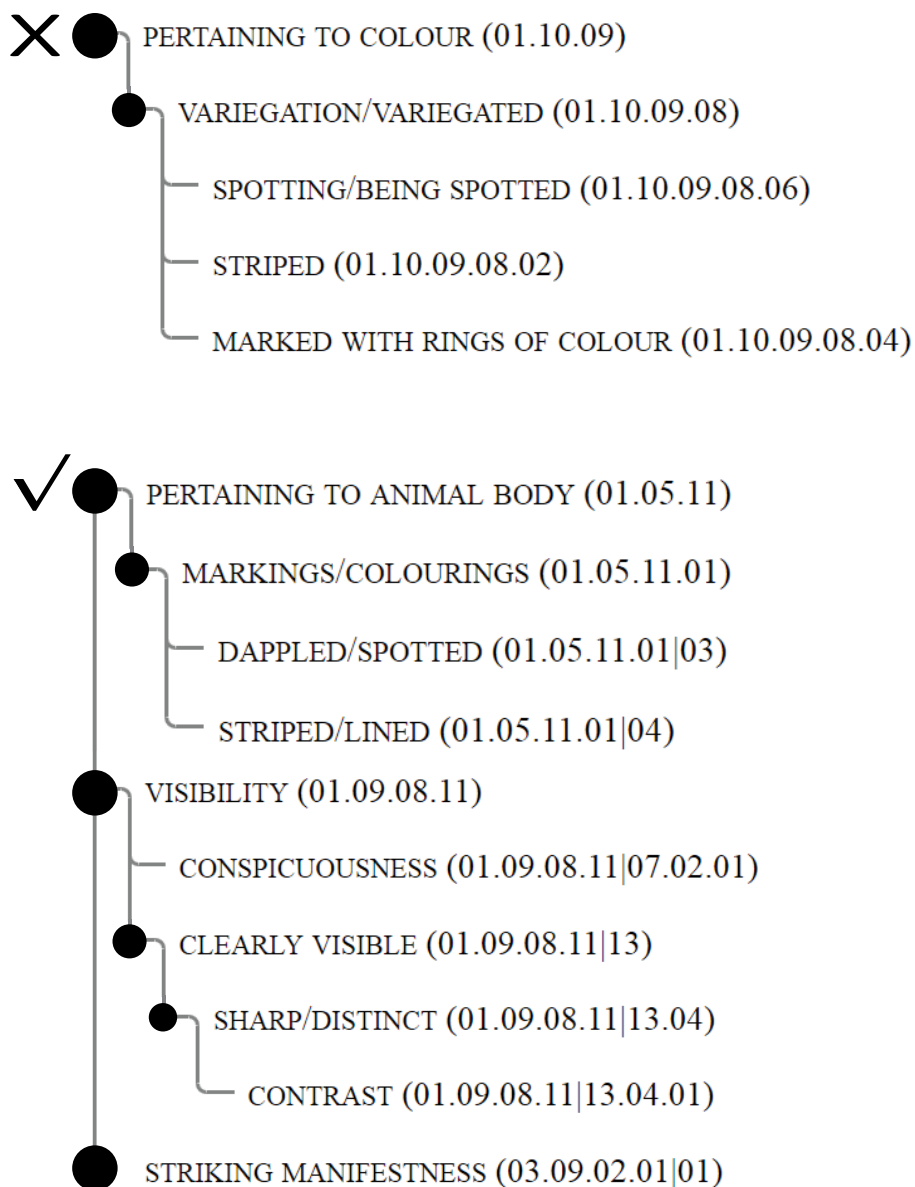 PERTAINING TO COLOUR (01.10.09)
VARIEGATION/VARIEGATED (01.10.09.08)
SPOTTING/BEING SPOTTED (01.10.09.08.06)
STRIPED (01.10.09.08.02)
MARKED WITH RINGS OF COLOUR (01.10.09.08.04)
PERTAINING TO ANIMAL BODY (01.05.11)
MARKINGS/COLOURINGS (01.05.11.01)
DAPPLED/SPOTTED (01.05.11.01|03)
STRIPED/LINED (01.05.11.01|04)
VISIBILITY (01.09.08.11)
CONSPICUOUSNESS (01.09.08.11|07.02.01)
CLEARLY VISIBLE (01.09.08.11|13)
SHARP/DISTINCT (01.09.08.11|13.04)
CONTRAST (01.09.08.11|13.04.01)
STRIKING MANIFESTNESS (03.09.02.01|01)